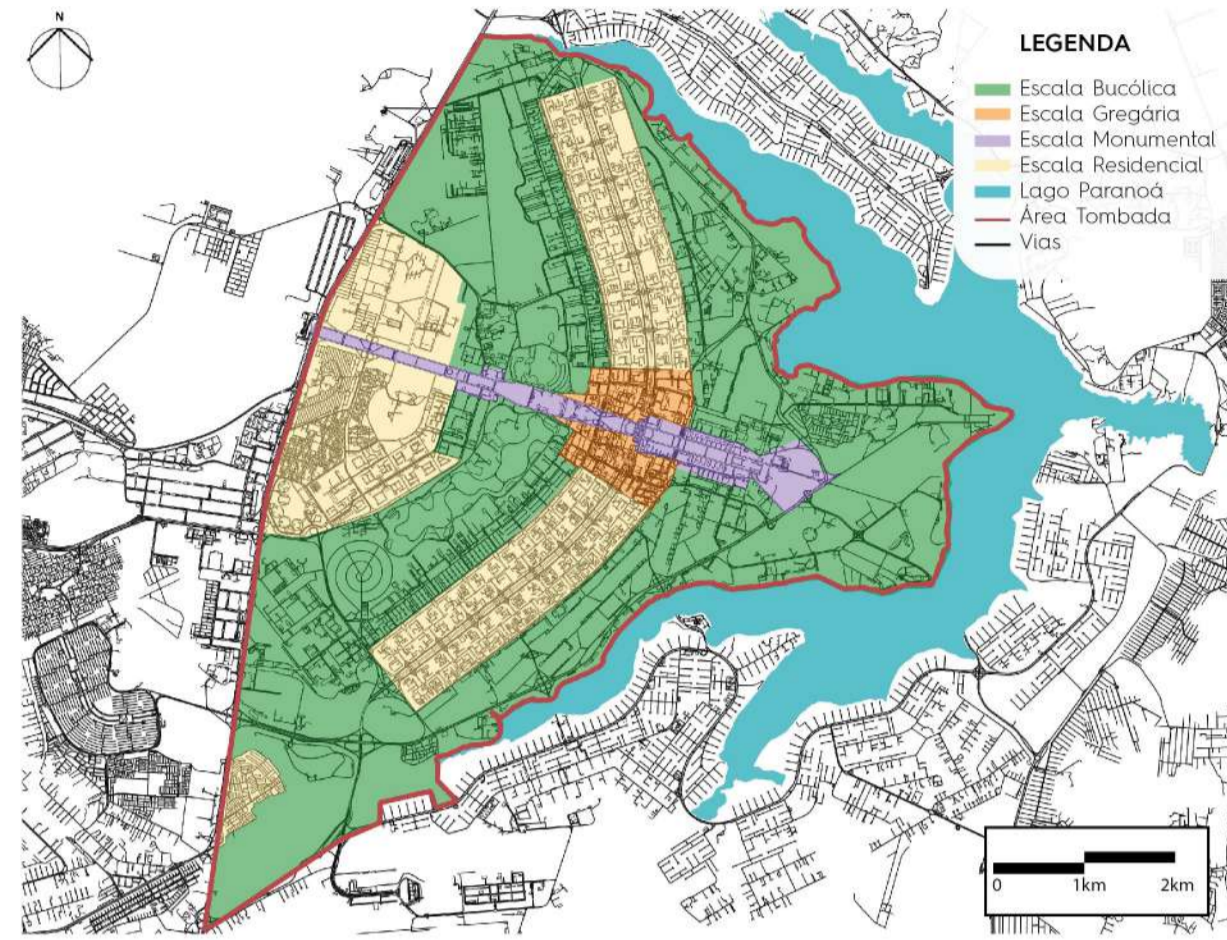 N
LEGENDA
Escala Bucólica
Escala Gregária
Escala Monumental
Escala Residencial
Lago Paranoá
Área Tombada
Vias
0 1km 2km